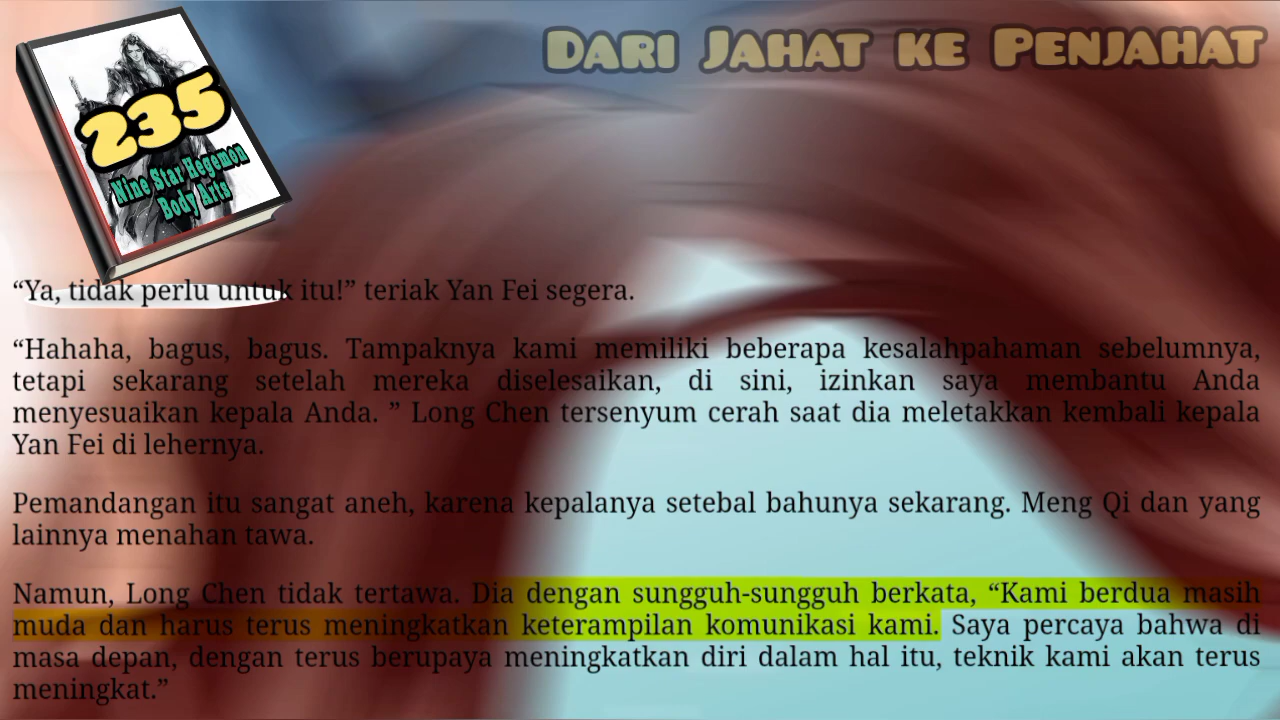 Dari Jahat ke Penjahat
235
Nine Star Hegemon
Body Arts
“Ya, tidak perlu untuk itu!” teriak Yan Fei segera.
“Hahaha, bagus, bagus. Tampaknya kami memiliki beberapa kesalahpahaman sebelumnya,
tetapi sekarang setelah mereka diselesaikan, di sini, izinkan saya membantu Anda
menyesuaikan kepala Anda. ” Long Chen tersenyum cerah saat dia meletakkan kembali kepala
Yan Fei di lehernya.
Pemandangan itu sangat aneh, karena kepalanya setebal bahunya sekarang. Meng Qi dan yang
lainnya menahan tawa.
Namun, Long Chen tidak tertawa. Dia dengan sungguh-sungguh berkata, “Kami berdua masih
muda dan harus terus meningkatkan keterampilan komunikasi kami. Saya percaya bahwa di
masa depan, dengan terus berupaya meningkatkan diri dalam hal itu, teknik kami akan terus
meningkat.”